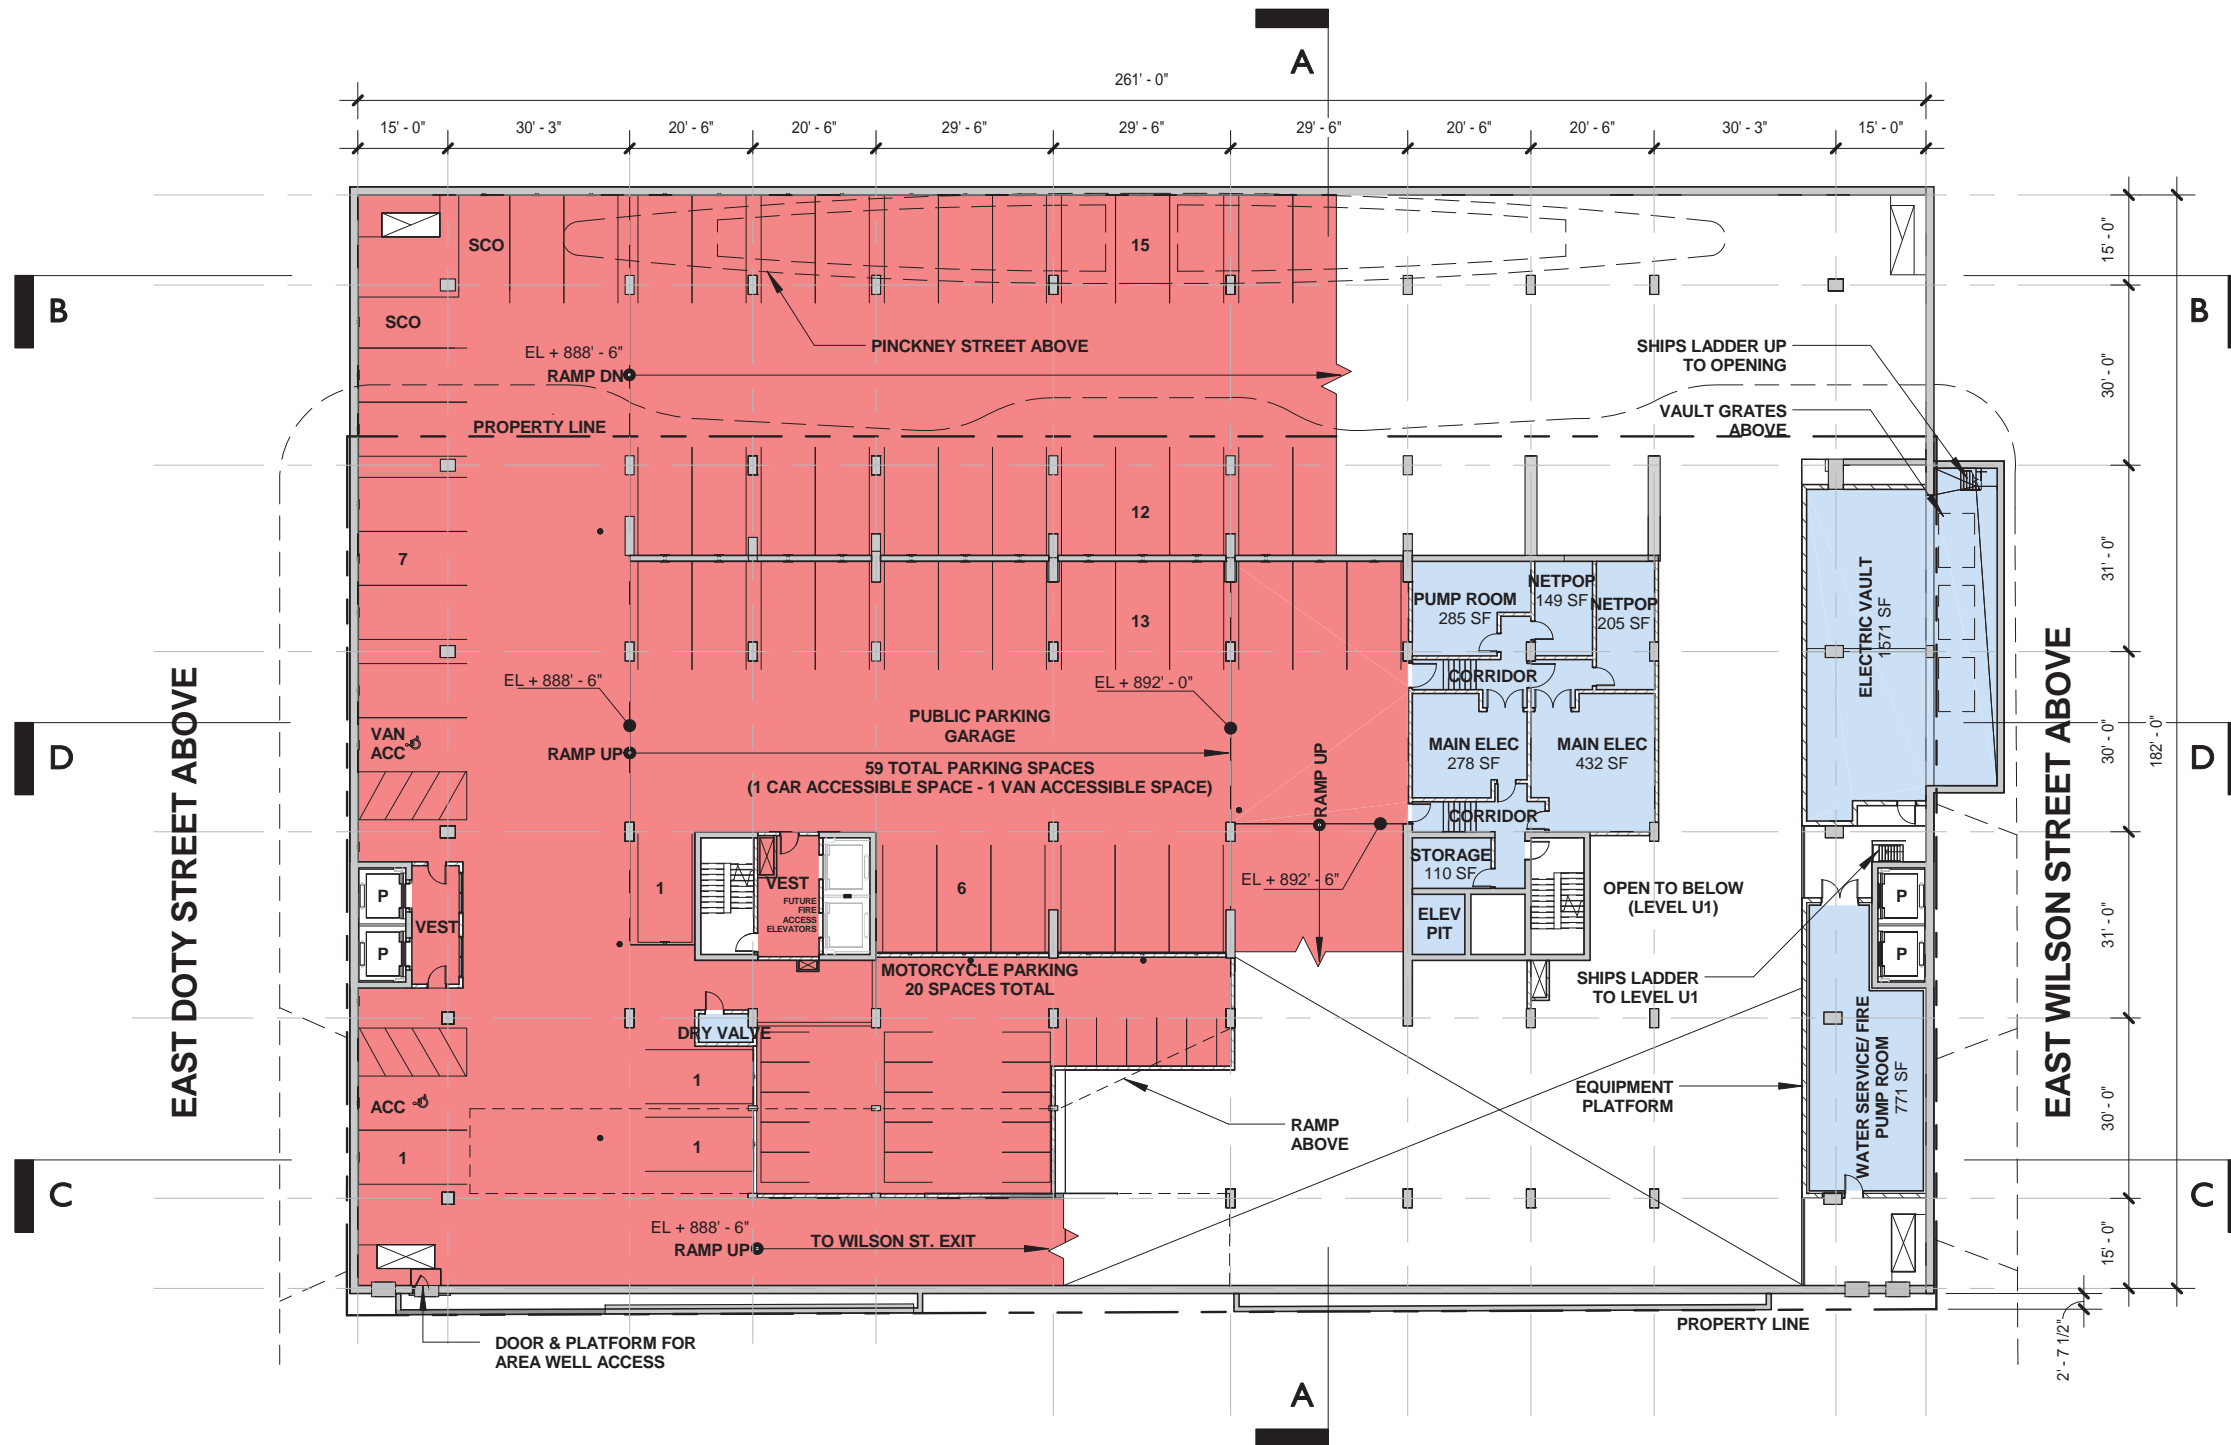 A
261' - 0"
15' - 0"
30' - 3"
20' - 6"
20' - 6"
29' - 6"
29' - 6"
29' - 6"
20' - 6"
20' - 6"
30' - 3"
15' - 0"
SCO
15
15' - 0"
B
SCO
B
PINCKNEY STREET ABOVE
EL + 888' - 6"
RAMP DN
SHIPS LADDER UP
TO OPENING
30' - 0"
VAULT GRATES
ABOVE
PROPERTY LINE
12
7
31' - 0"
PUMP ROOM
285 SF
NETPOP
149 SF
NETPOP
205 SF
13
ELECTRIC VAULT
1571 SF
EL + 888' - 6"
EL + 892' - 0"
CORRIDOR
PUBLIC PARKING
GARAGE
VAN
ACC
D
RAMP UP
59 TOTAL PARKING SPACES
(1 CAR ACCESSIBLE SPACE - 1 VAN ACCESSIBLE SPACE)
RAMP UP
MAIN ELEC
278 SF
MAIN ELEC
432 SF
30' - 0"
182' - 0"
D
CORRIDOR
EAST DOTY STREET ABOVE
EAST WILSON STREET ABOVE
STORAGE
110 SF
EL + 892' - 6"
1
VEST
FUTURE
FIRE
ACCESS
ELEVATORS
6
OPEN TO BELOW
(LEVEL U1)
P
P
VEST
ELEV
PIT
P
P
31' - 0"
MOTORCYCLE PARKING
20 SPACES TOTAL
SHIPS LADDER
TO LEVEL U1
DRY VALVE
1
EQUIPMENT
PLATFORM
ACC
RAMP
ABOVE
WATER SERVICE/ FIRE
PUMP ROOM
771 SF
30' - 0"
1
1
C
C
EL + 888' - 6"
RAMP UP
TO WILSON ST. EXIT
15' - 0"
PROPERTY LINE
DOOR & PLATFORM FOR
AREA WELL ACCESS
2' - 7 1/2"
A